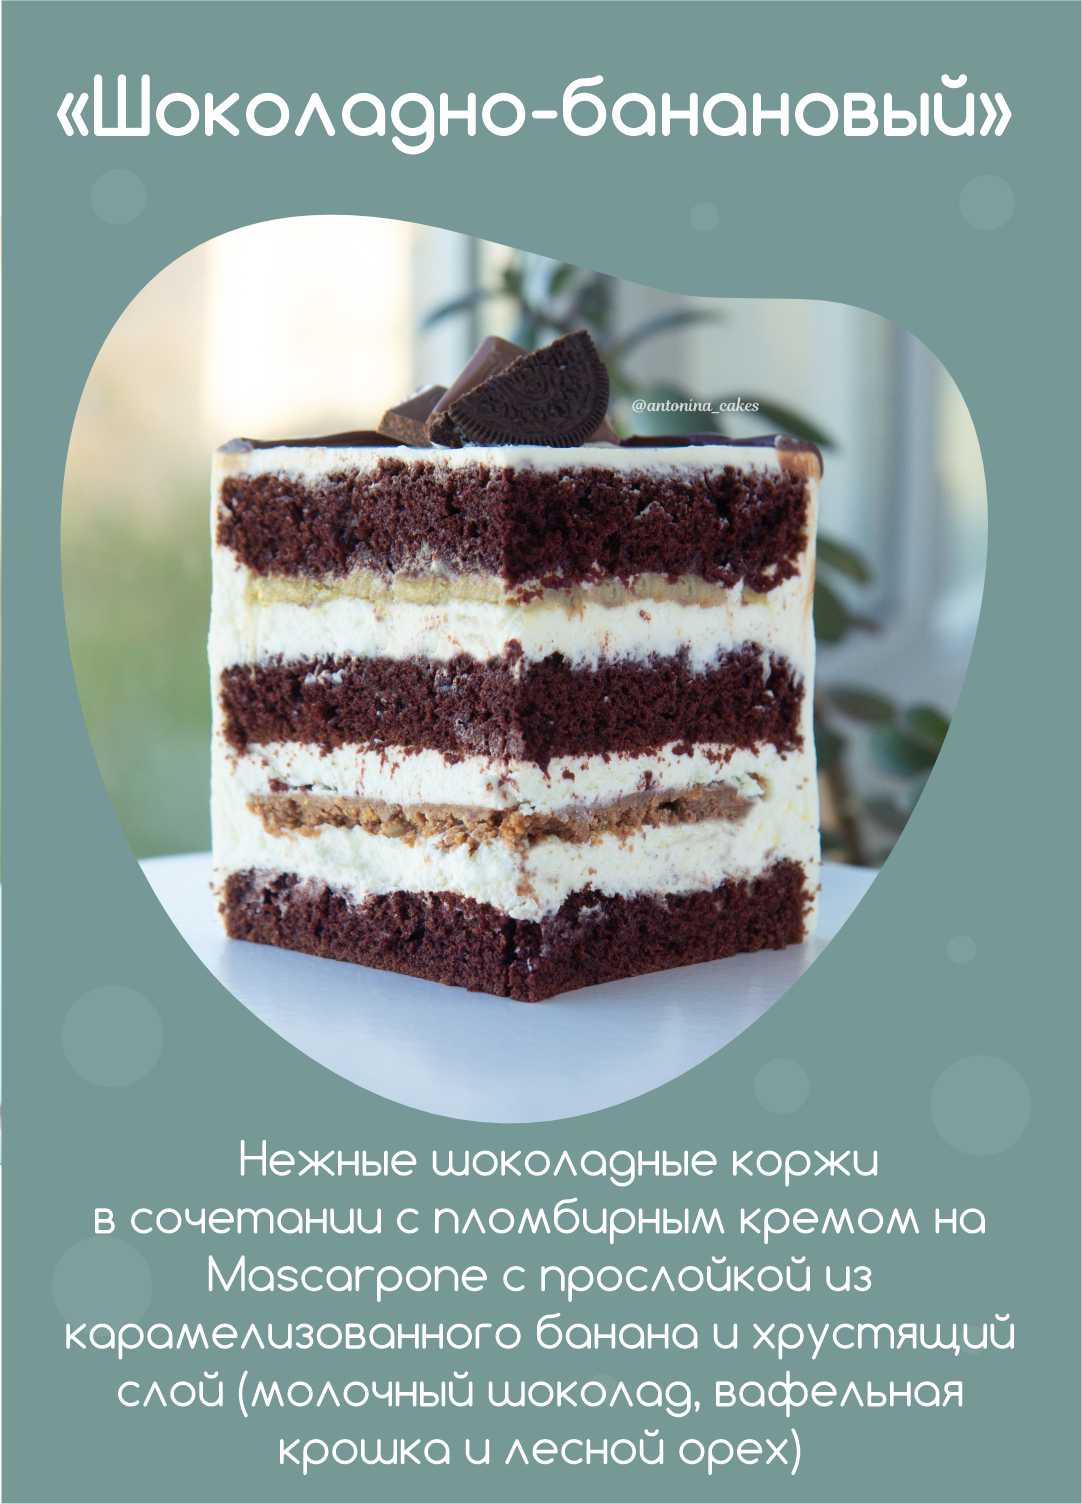 «Шоколадно-банановый»
@antonina_cakes
Нежные шоколадные коржи
в сочетании с пломбирным кремом на
Mascarpone с прослойкой из
карамелизованного банана и хрустящий
слой (молочный шоколад, вафельная
крошка и лесной орех)